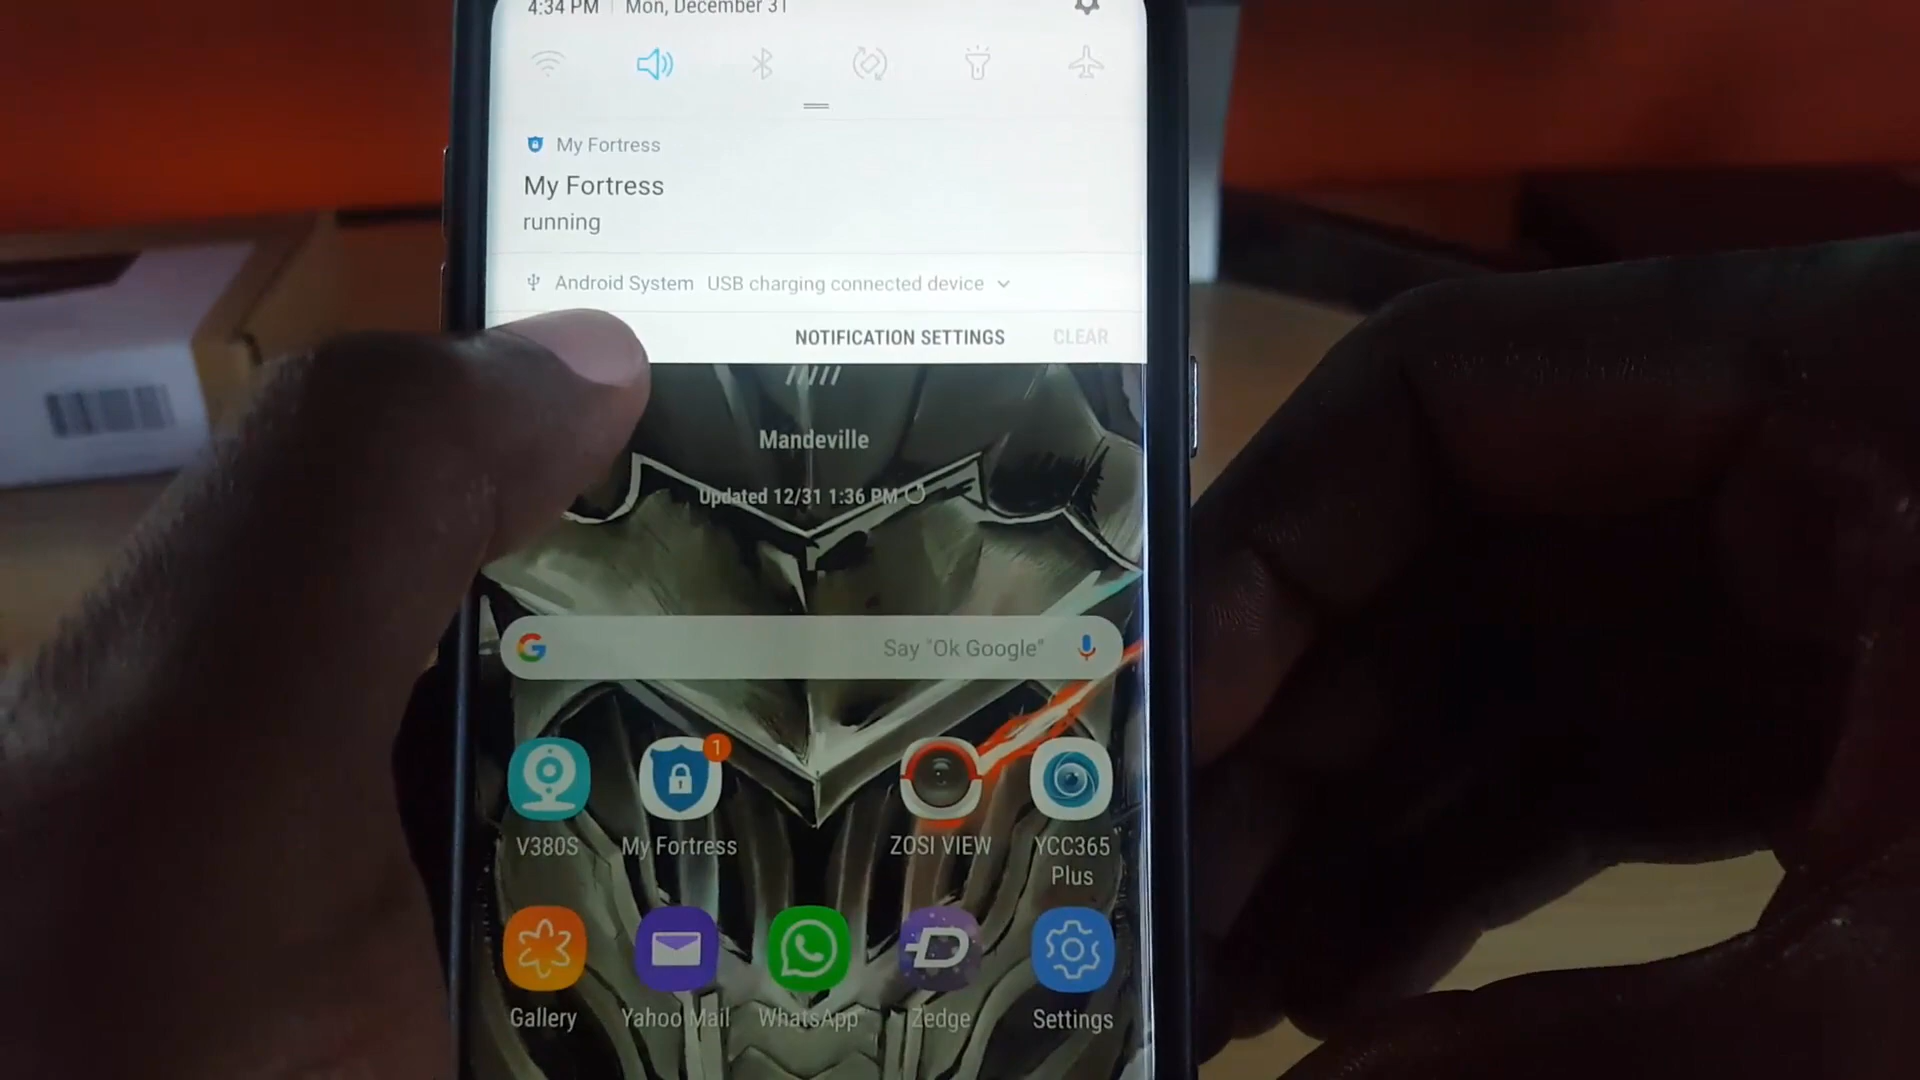 4:34 PM | Mon, December 31
My Fortress
My Fortress
running
Android System USB charging connected device
NOTIFICATION SETTINGS CLEAR
Mandeville
Updated 12/31 1:36 PM
G Say "Ok Google"
1
V380S My Fortress ZOSI VIEW YCC365
Plus
Gallery Yahoo Mail WhatsApp Zedge Settings